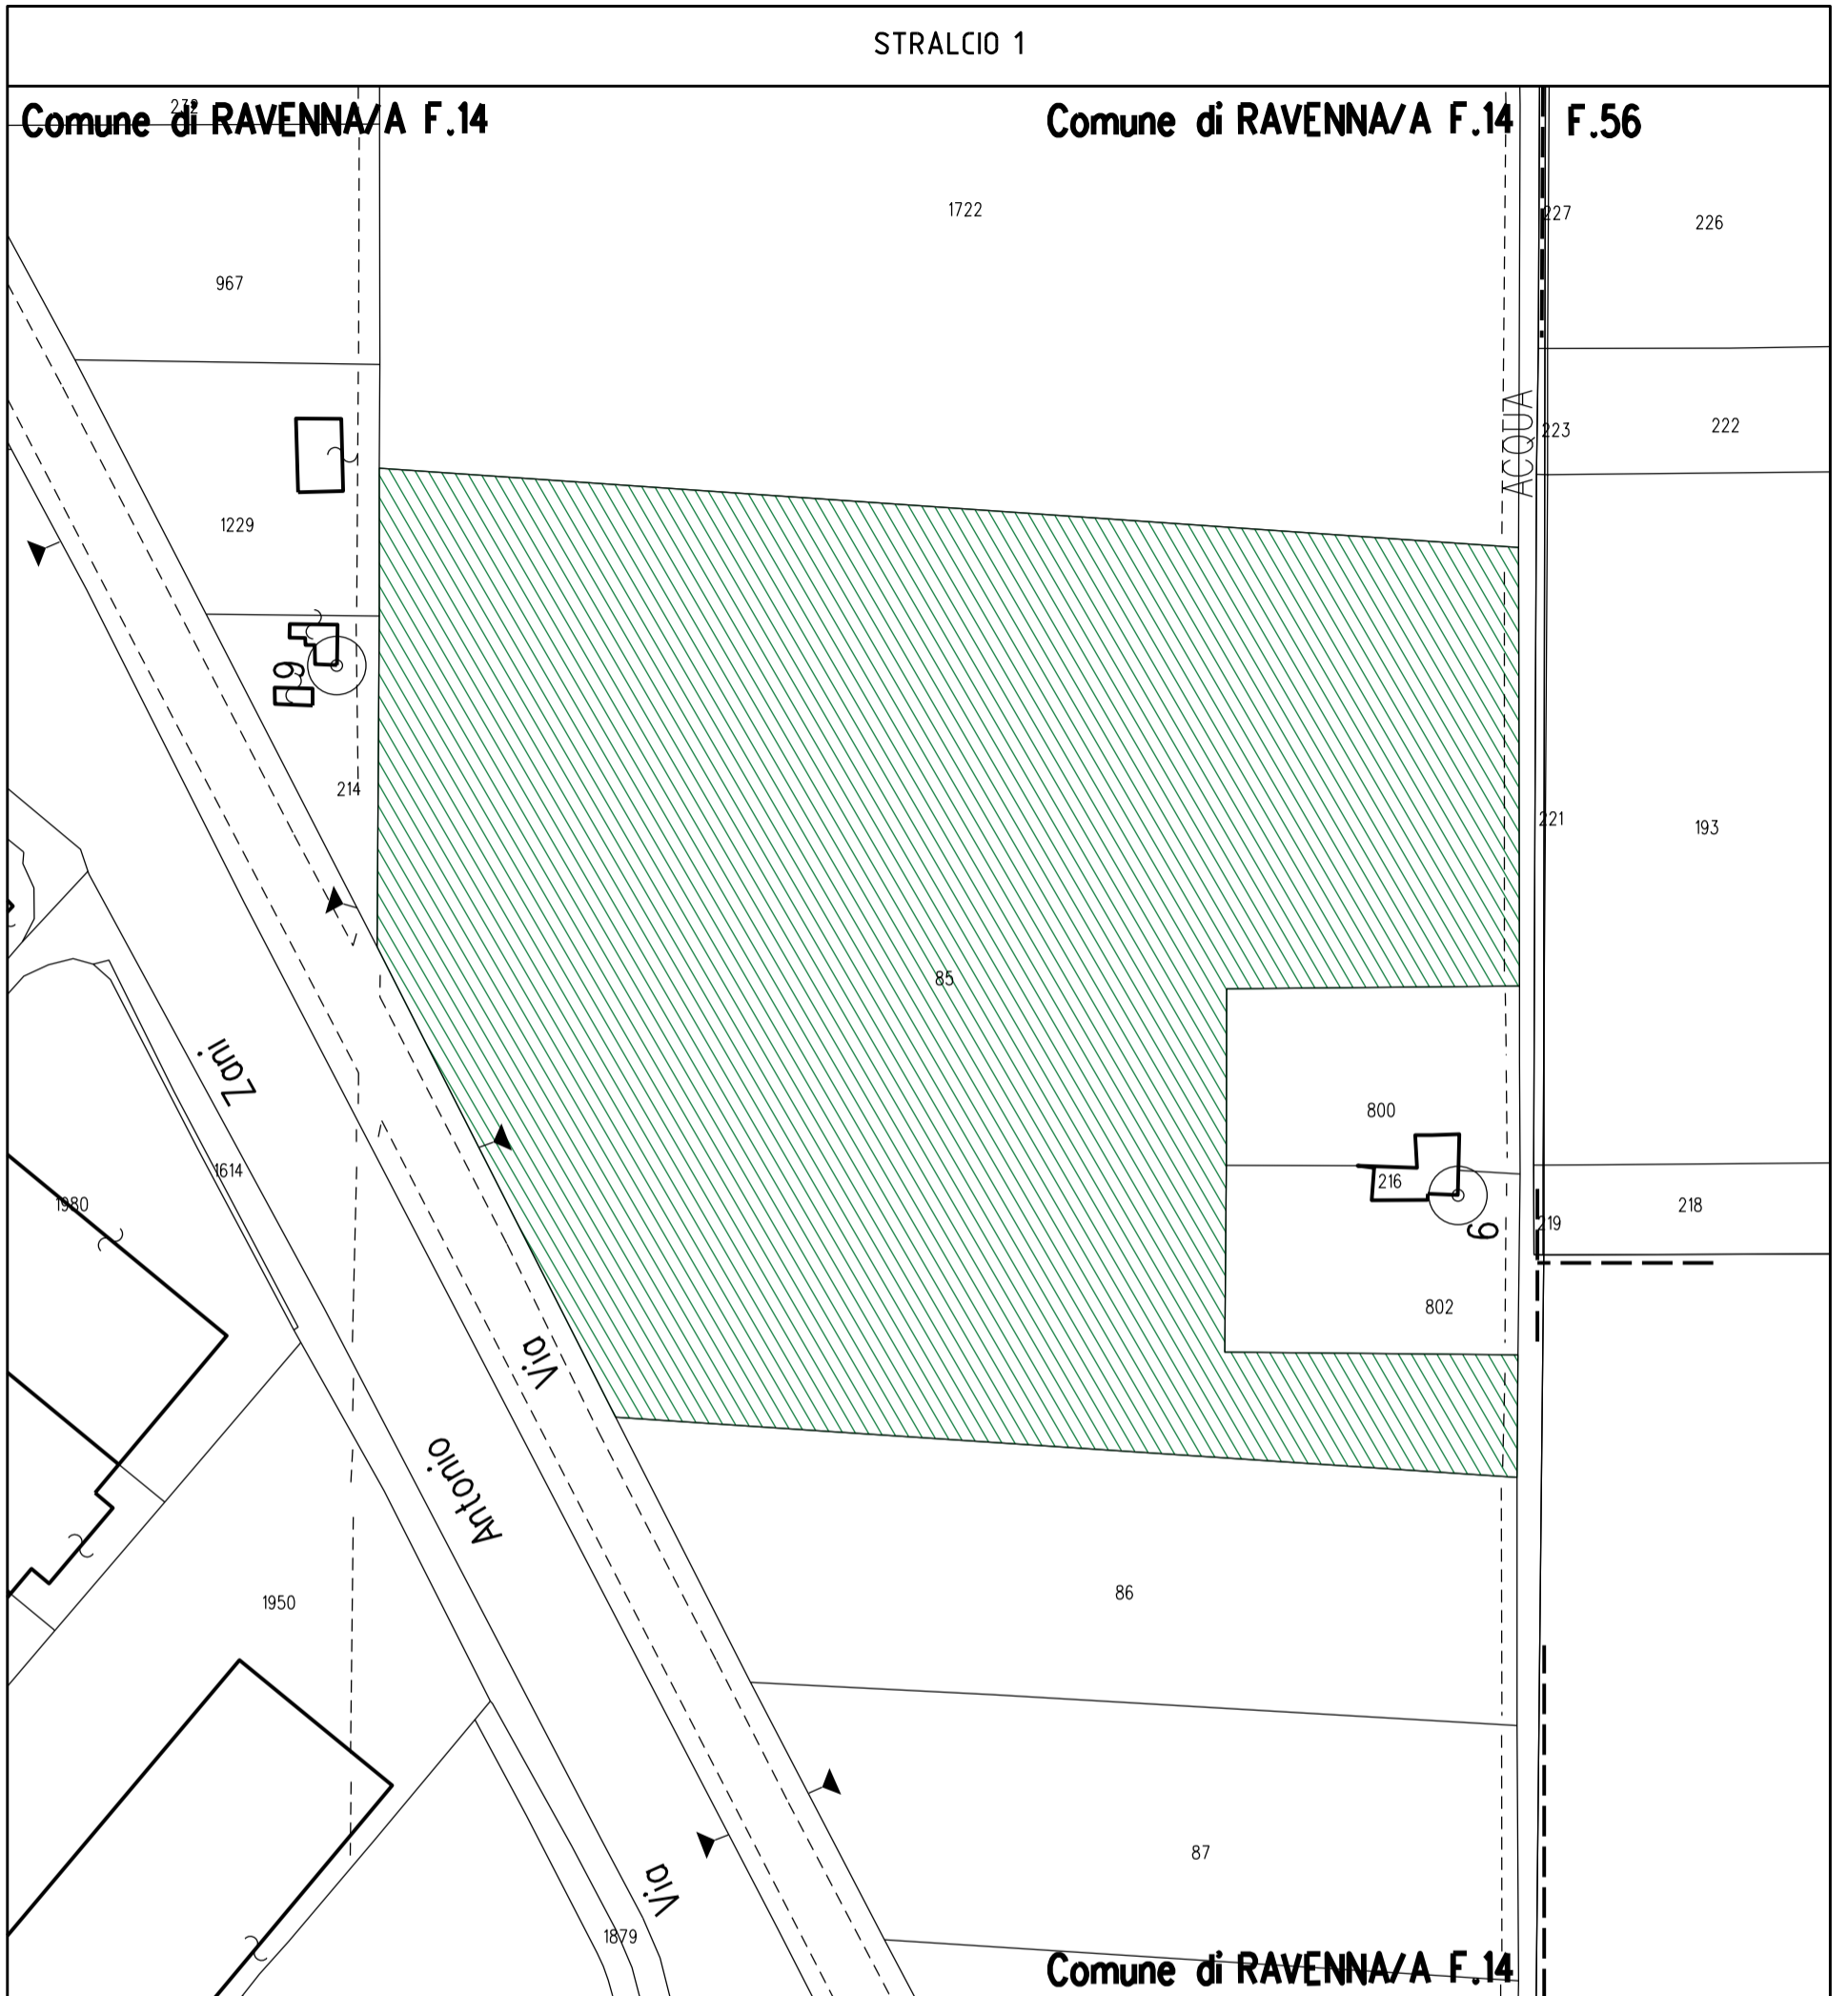 STRALCIO 1
232
Comune di RAVENNA/A F.14
Comune di RAVENNA/A F.14
F.56
1722
227
226
967
ACQUA
223
222
1229
9
214
221
193
85
Zani
800
1614
216
1980
218
219
9
802
Via
Antonio
86
1950
87
Via
1879
Comune di RAVENNA/A F.14